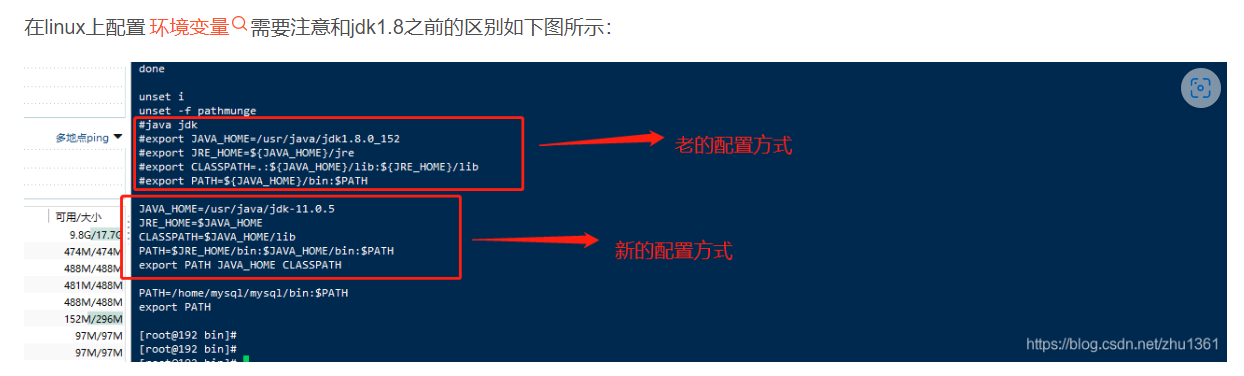 在linux上配置 环境变量 需要注意和jdk1.8之前的区别如下图所示：
done
unset i
unset -f pathmunge
#java jdk
#export JAVA_HOME=/usr/java/jdk1.8.0_152
#export JRE_HOME=${JAVA_HOME}/jre
#export CLASSPATH=.:${JAVA_HOME}/lib:${JRE_HOME}/lib
#export PATH=${JAVA_HOME}/bin:$PATH
老的配置方式
多地点ping
JAVA_HOME=/usr/java/jdk-11.0.5
JRE_HOME=$JAVA_HOME
CLASSPATH=$JAVA_HOME/lib
PATH=$JRE_HOME/bin:$JAVA_HOME/bin:$PATH
export PATH JAVA_HOME CLASSPATH
新的配置方式
可用/大小
9.8G/17.7G
474M/474M
488M/488M
481M/488M
488M/488M
152M/296M
97M/97M
97M/97M
PATH=/home/mysql/mysql/bin:$PATH
export PATH
[root@192 bin]#
[root@192 bin]#
[root@192 bin]#
https://blog.csdn.net/zhu1361